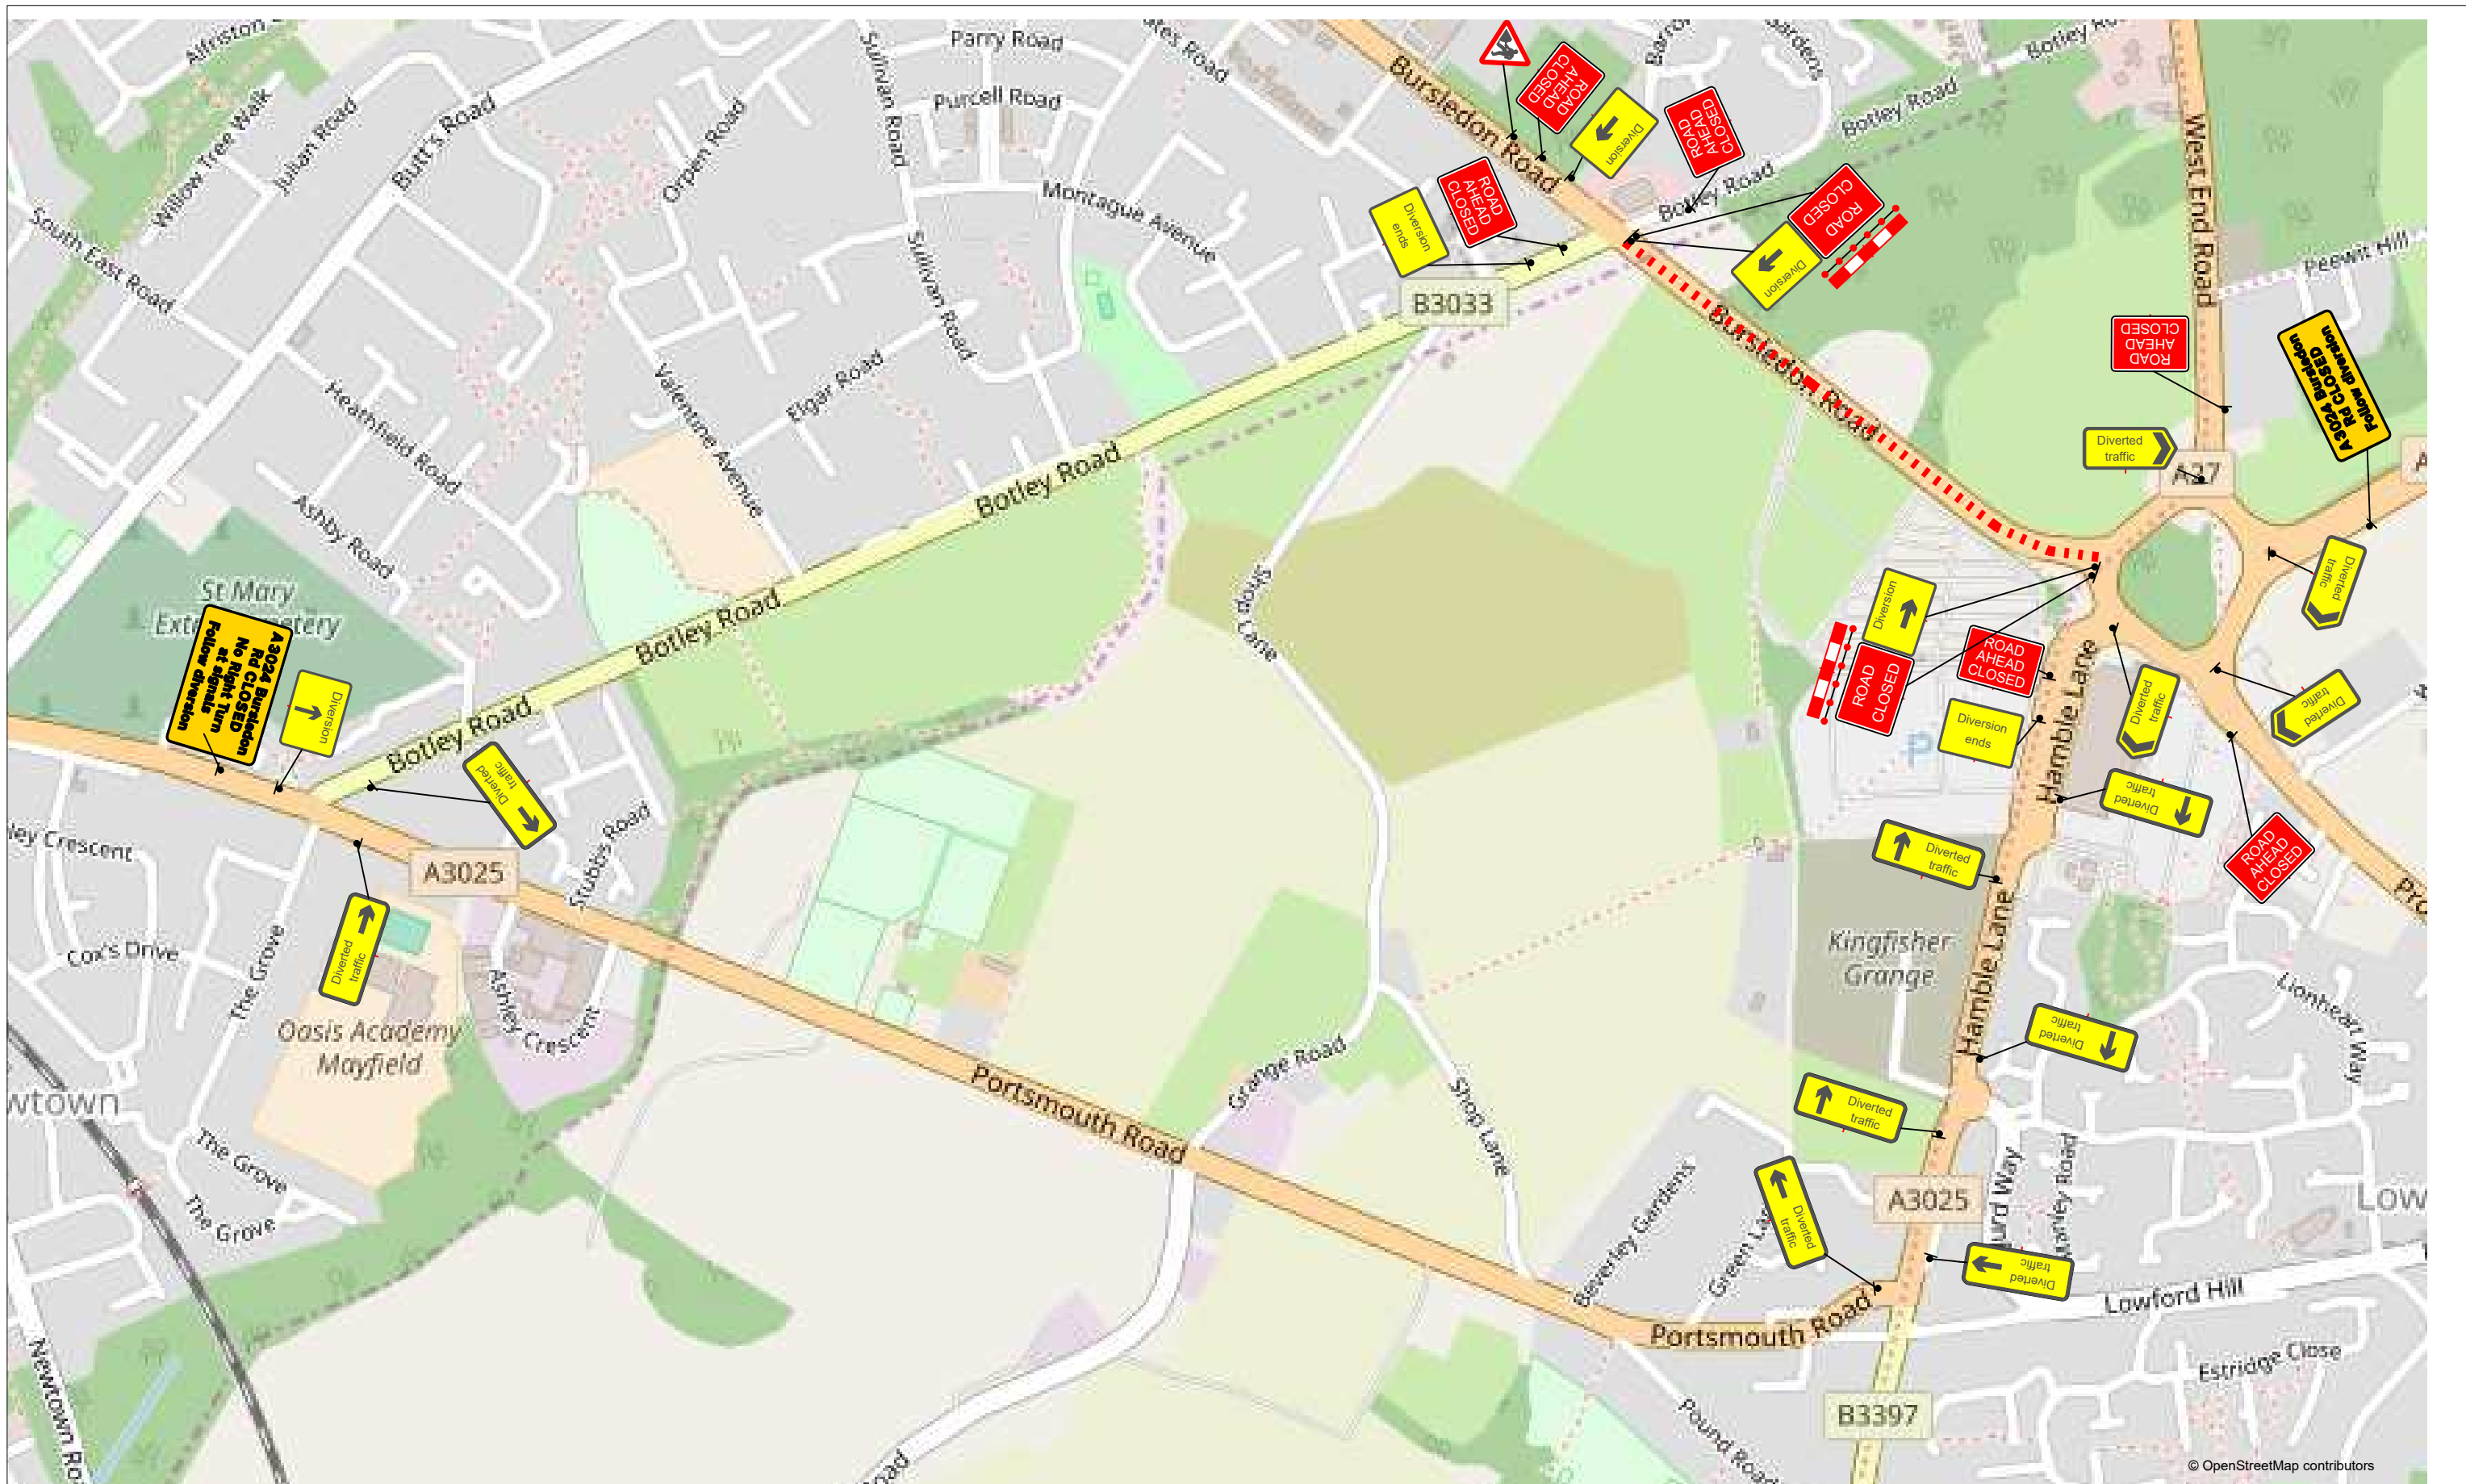 Parry Road
Purcell Road
Sullivan Road
Bursledon Road
ROAD
AHEAD
CLOSED
Diversion
ROAD
AHEAD
CLOSED
Gardens
Botley Road
Botley Road
West End Road
Willow Tree Walk
Julian Road
Butt's Road
Orpen Road
Montague Avenue
Diversion
ends
ROAD
AHEAD
CLOSED
ROAD
CLOSED
Diversion
Peewit Hill
South East Road
Sullivan Road
B3033
Bursledon Road
ROAD
AHEAD
CLOSED
A3024 Bursledon
Rd CLOSED
Follow diversion
Heathfield Road
Valentine Avenue
Elgar Road
Botley Road
Diverted
traffic
A27
Ashby Road
Shop Lane
Diverted
traffic
St Mary
A3024 Bursledon
Rd CLOSED
No Right Turn
at signals
Follow diversion
Diversion
Botley Road
Botley Road
Diversion
ROAD
CLOSED
ROAD
AHEAD
CLOSED
Diversion
ends
P
Hamble Lane
Diverted
traffic
Diverted
traffic
Diverted
traffic
Diverted
traffic
ROAD
AHEAD
CLOSED
Diverted
traffic
A3025
Stubbs Road
Cox's Drive
The Grove
Diverted
traffic
Oasis Academy
Mayfield
Ashley Crescent
Kingfisher
Grange
Hamble Lane
Lionheart Way
Diverted
traffic
Portsmouth Road
Grange Road
Shop Lane
Diverted
traffic
The Grove
The Grove
Beverley Gardens
Diverted
traffic
A3025
Manley Road
Diverted
traffic
Lowford Hill
Portsmouth Road
Estridge Close
B3397
Pound Road
© OpenStreetMap contributors